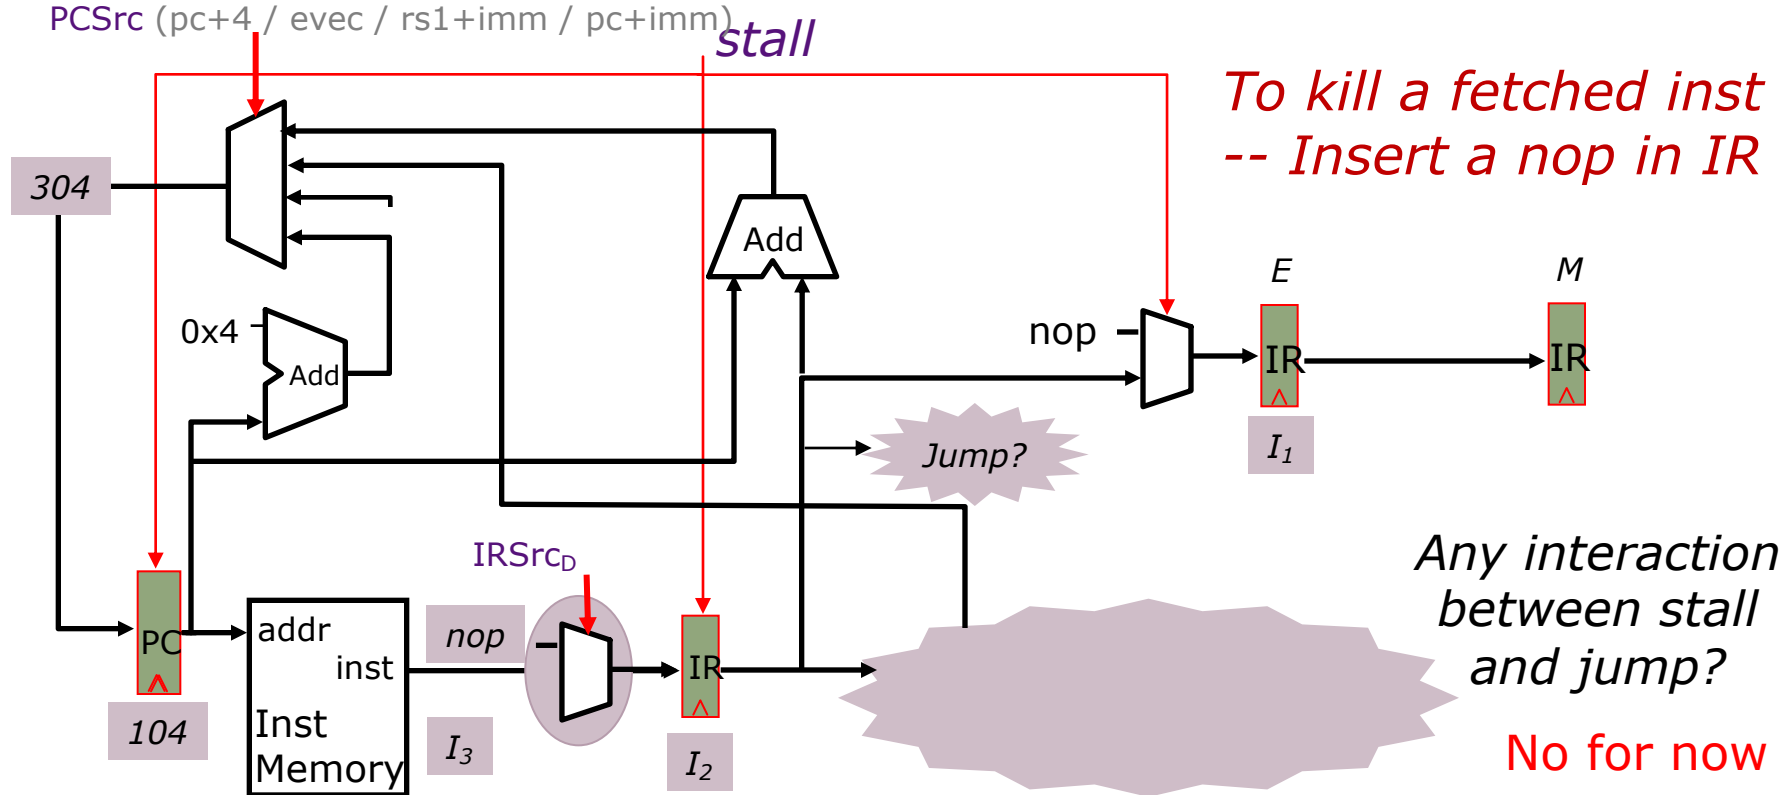 PCSrc (pc+4 / evec / rs1+imm / pc+imm)
stall
To kill a fetched inst
-- Insert a nop in IR
304
Add
E
M
0x4
Add
nop
IR
IR
Jump?
I1
IRSrcD
Any interaction
between stall
and jump?
PC
addr
inst
nop
IR
104
Inst
Memory
I3
I2
No for now